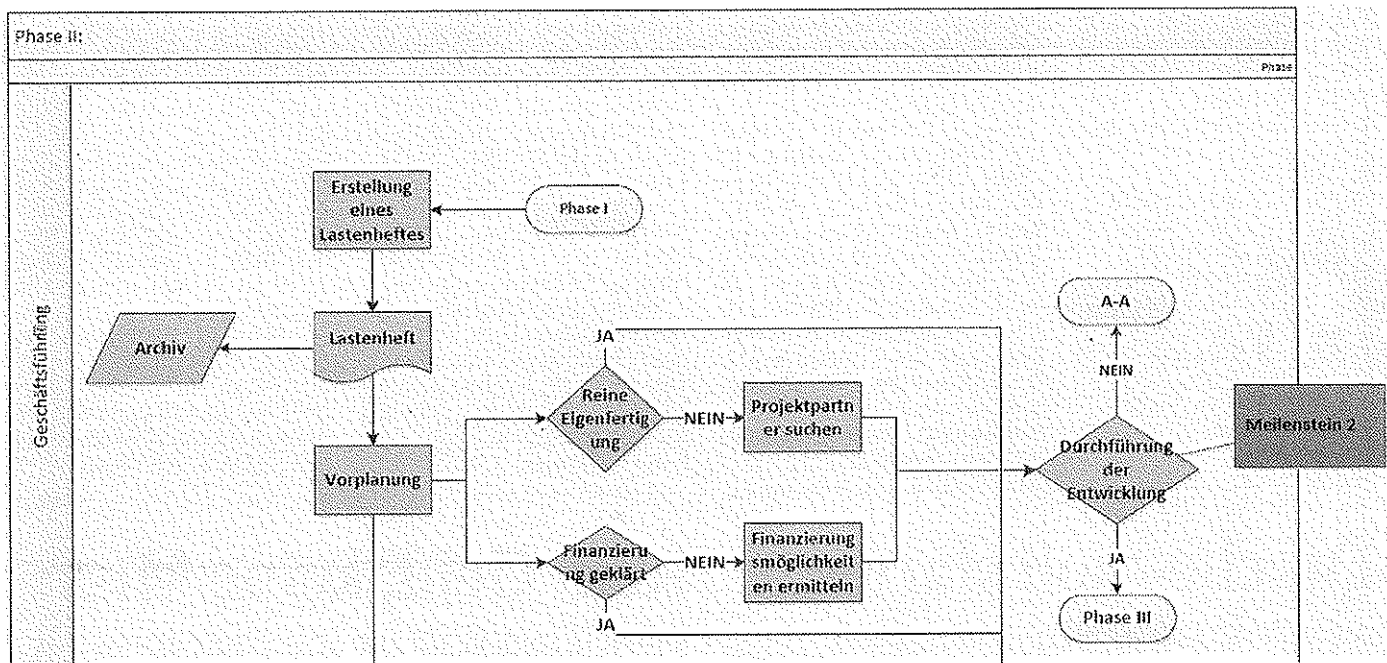 Phase II:
Phase
Geschäftsführung
Erstellung
eines
Lastenheftes
Phase I
Archiv
Lastenheft
Vorplanung
JA
Reine
Eigenfertig
ung
NEIN
Projektpartn
er suchen
Finanzieru
ng geklärt
NEIN
Finanzierung
smöglichkeit
en ermitteln
JA
A-A
NEIN
Durchführung
der
Entwicklung
Meilenstein 2
JA
Phase III